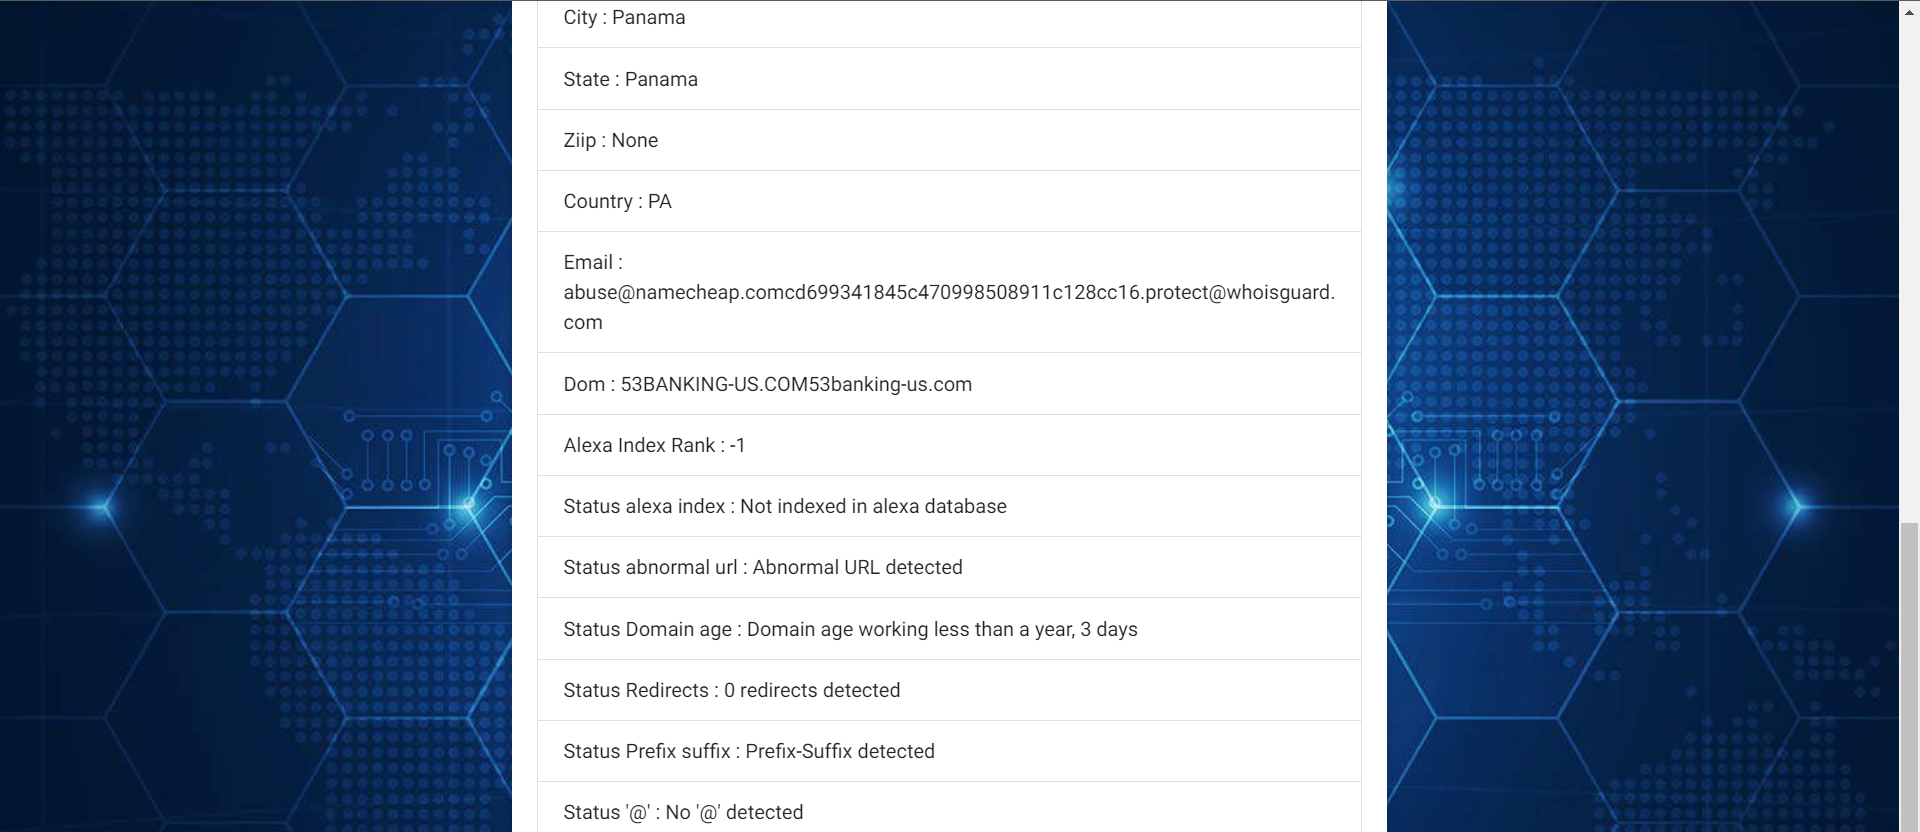 City : Panama
State : Panama
Ziip : None
Country : PA
Email :
abuse@namecheap.comcd699341845c470998508911c128cc16.protect@whoisguard.
com
Dom : 53BANKING-US.COM53banking-us.com
Alexa Index Rank : -1
Status alexa index : Not indexed in alexa database
Status abnormal url : Abnormal URL detected
Status Domain age : Domain age working less than a year, 3 days
Status Redirects : 0 redirects detected
Status Prefix suffix : Prefix-Suffix detected
Status '@' : No '@' detected